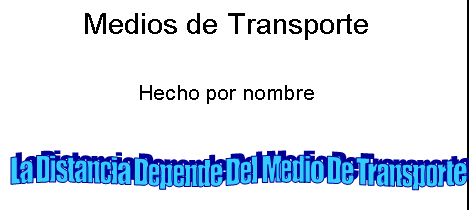 Medios de Transporte
Hecho por nombre
La Distancia Depende Del Medio De Transporte